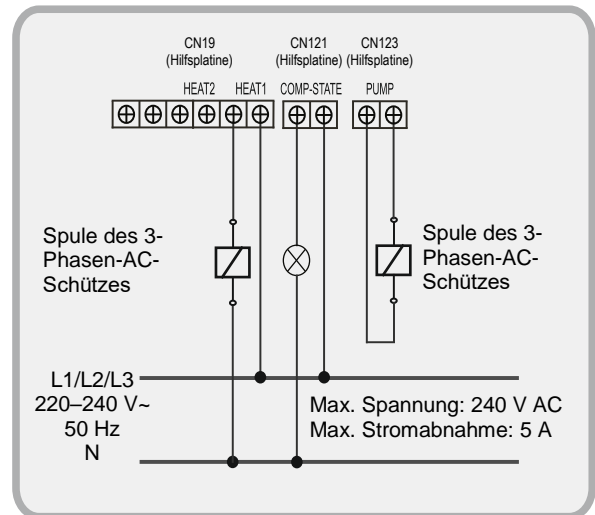 CN19 CN121 CN123
(Hilfsplatine) (Hilfsplatine) (Hilfsplatine)
HEAT2 HEAT1 COMP-STATE PUMP
Spule des 3-
Phasen-AC-
Schützes
Spule des 3-
Phasen-AC-
Schützes
L1/L2/L3
220–240 V~
50 Hz
N
Max. Spannung: 240 V AC
Max. Stromabnahme: 5 A